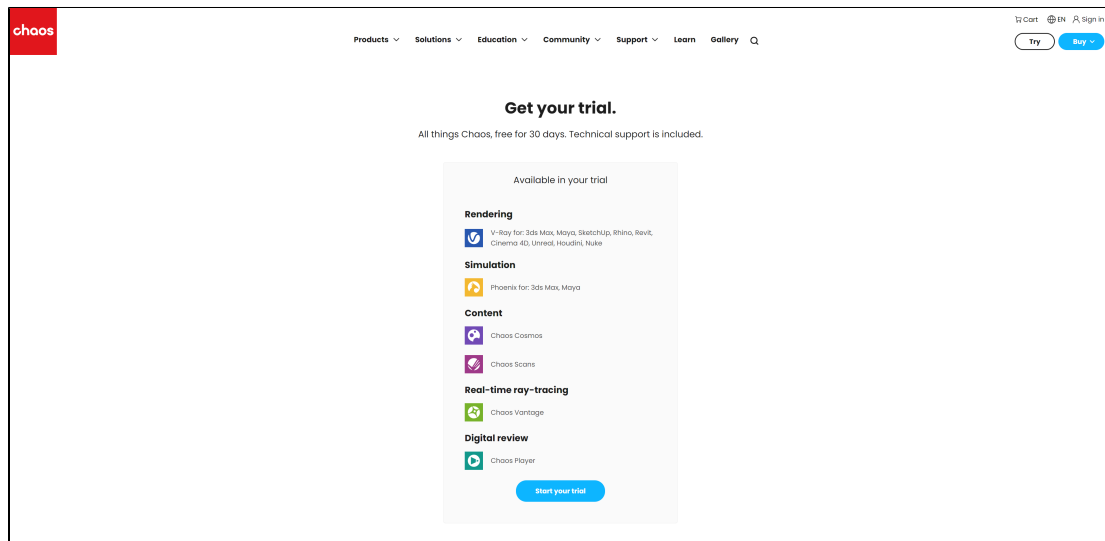 chaos
Cart EN Sign in
Products Solutions Education Community Support Learn Gallery
Try Buy
Get your trial.
All things Chaos, free for 30 days. Technical support is included.
Available in your trial
Rendering
V-Ray for: 3ds Max, Maya, SketchUp, Rhino, Revit,
Cinema 4D, Unreal, Houdini, Nuke
Simulation
Phoenix for: 3ds Max, Maya
Content
Chaos Cosmos
Chaos Scans
Real-time ray-tracing
Chaos Vantage
Digital review
Chaos Player
Start your trial